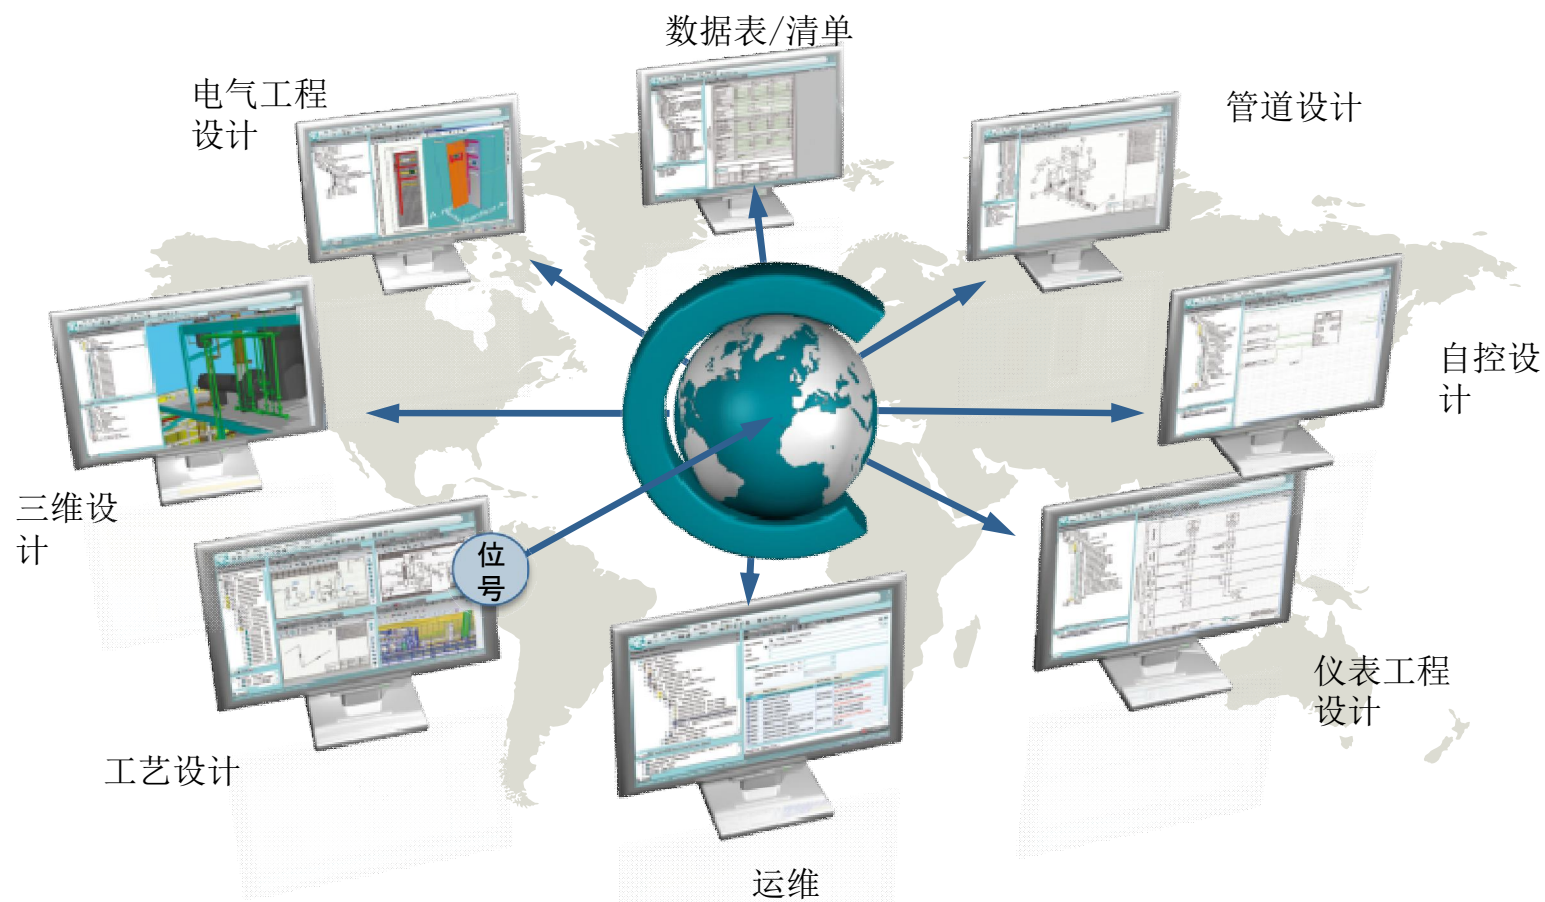 数据表/清单
电气工程
设计
管道设计
自控设
计
三维设
计
位
号
仪表工程
设计
工艺设计
运维